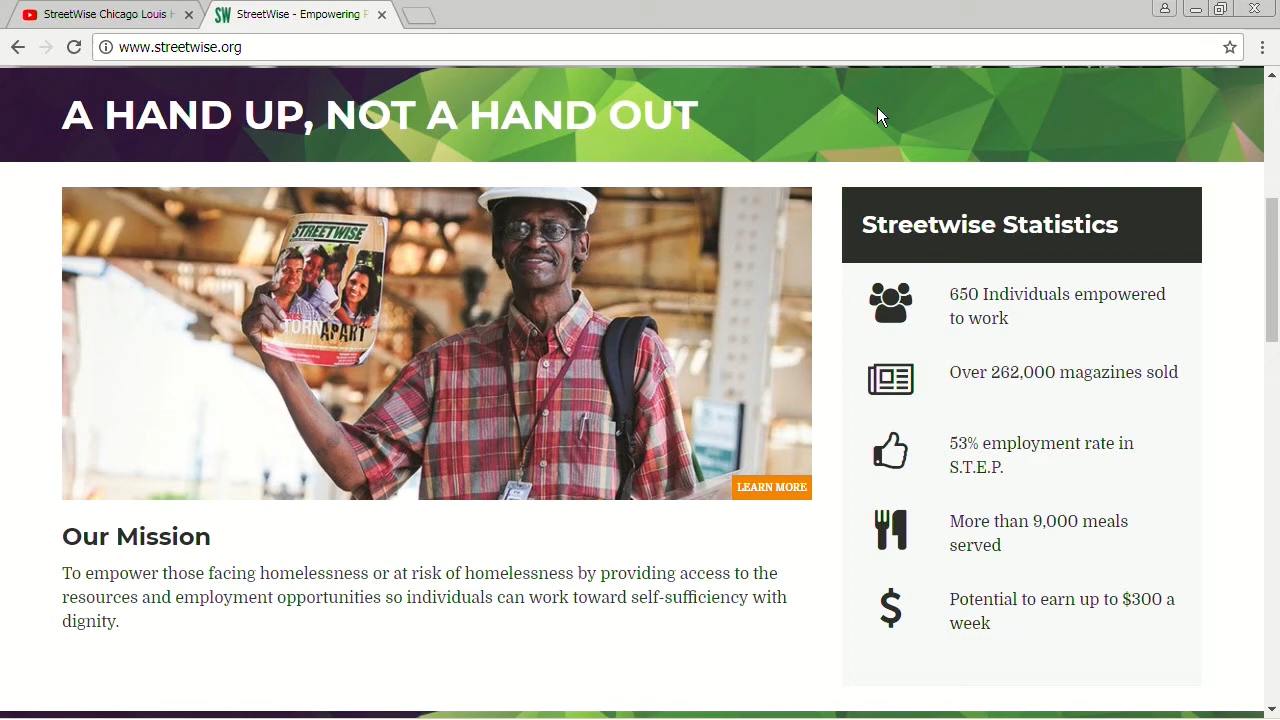 StreetWise Chicago Louis H
StreetWise - Empowering P
www.streetwise.org
A HAND UP, NOT A HAND OUT
STREETWISE
TORN APART
LEARN MORE
Our Mission
To empower those facing homelessness or at risk of homelessness by providing access to the
resources and employment opportunities so individuals can work toward self-sufficiency with
dignity.
Streetwise Statistics
650 Individuals empowered
to work
Over 262,000 magazines sold
53% employment rate in
S.T.E.P.
More than 9,000 meals
served
Potential to earn up to $300 a
week